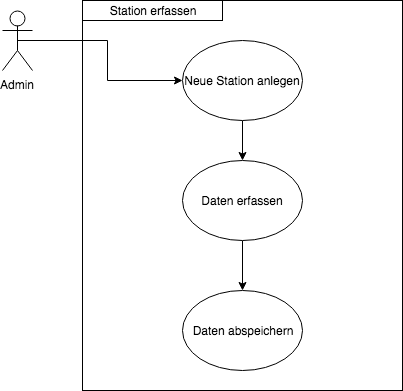 Station erfassen
Admin
Neue Station anlegen
Daten erfassen
Daten abspeichern